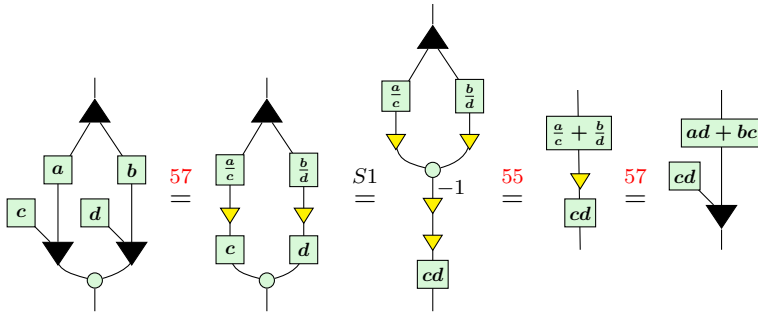 a b c d
57
=
a/c b/d c d
S1
=
a/c b/d -1 cd
55
=
a/c + b/d cd
57
=
ad + bc cd